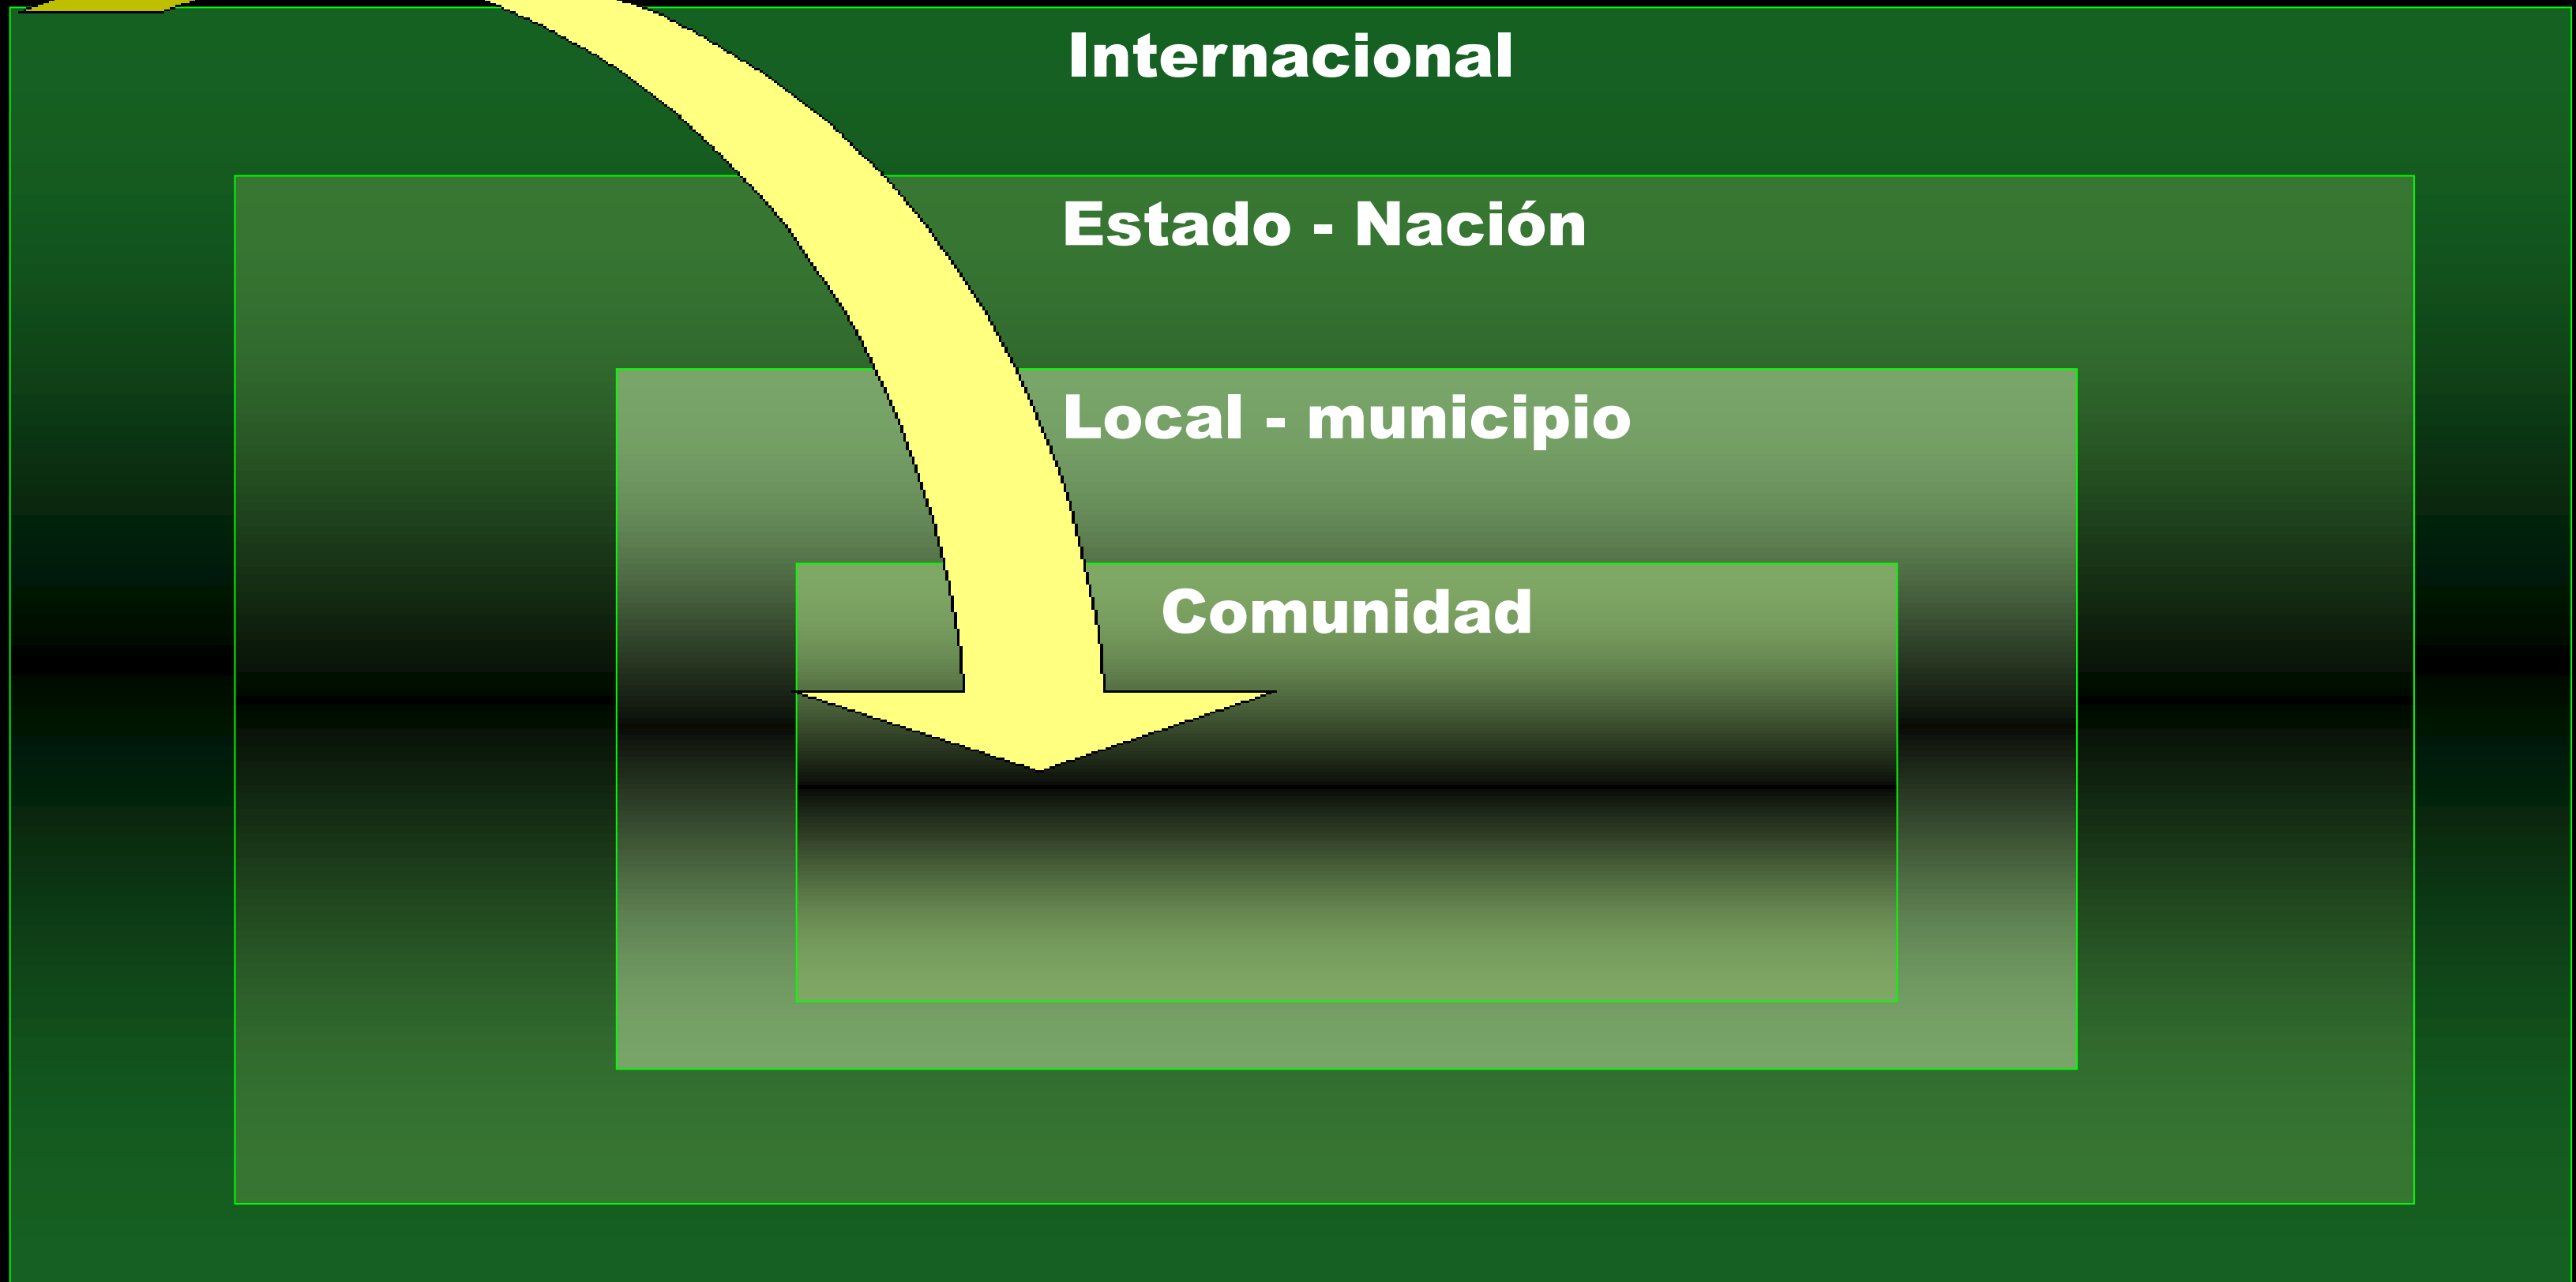 Internacional
Estado - Nación
Local - municipio
Comunidad